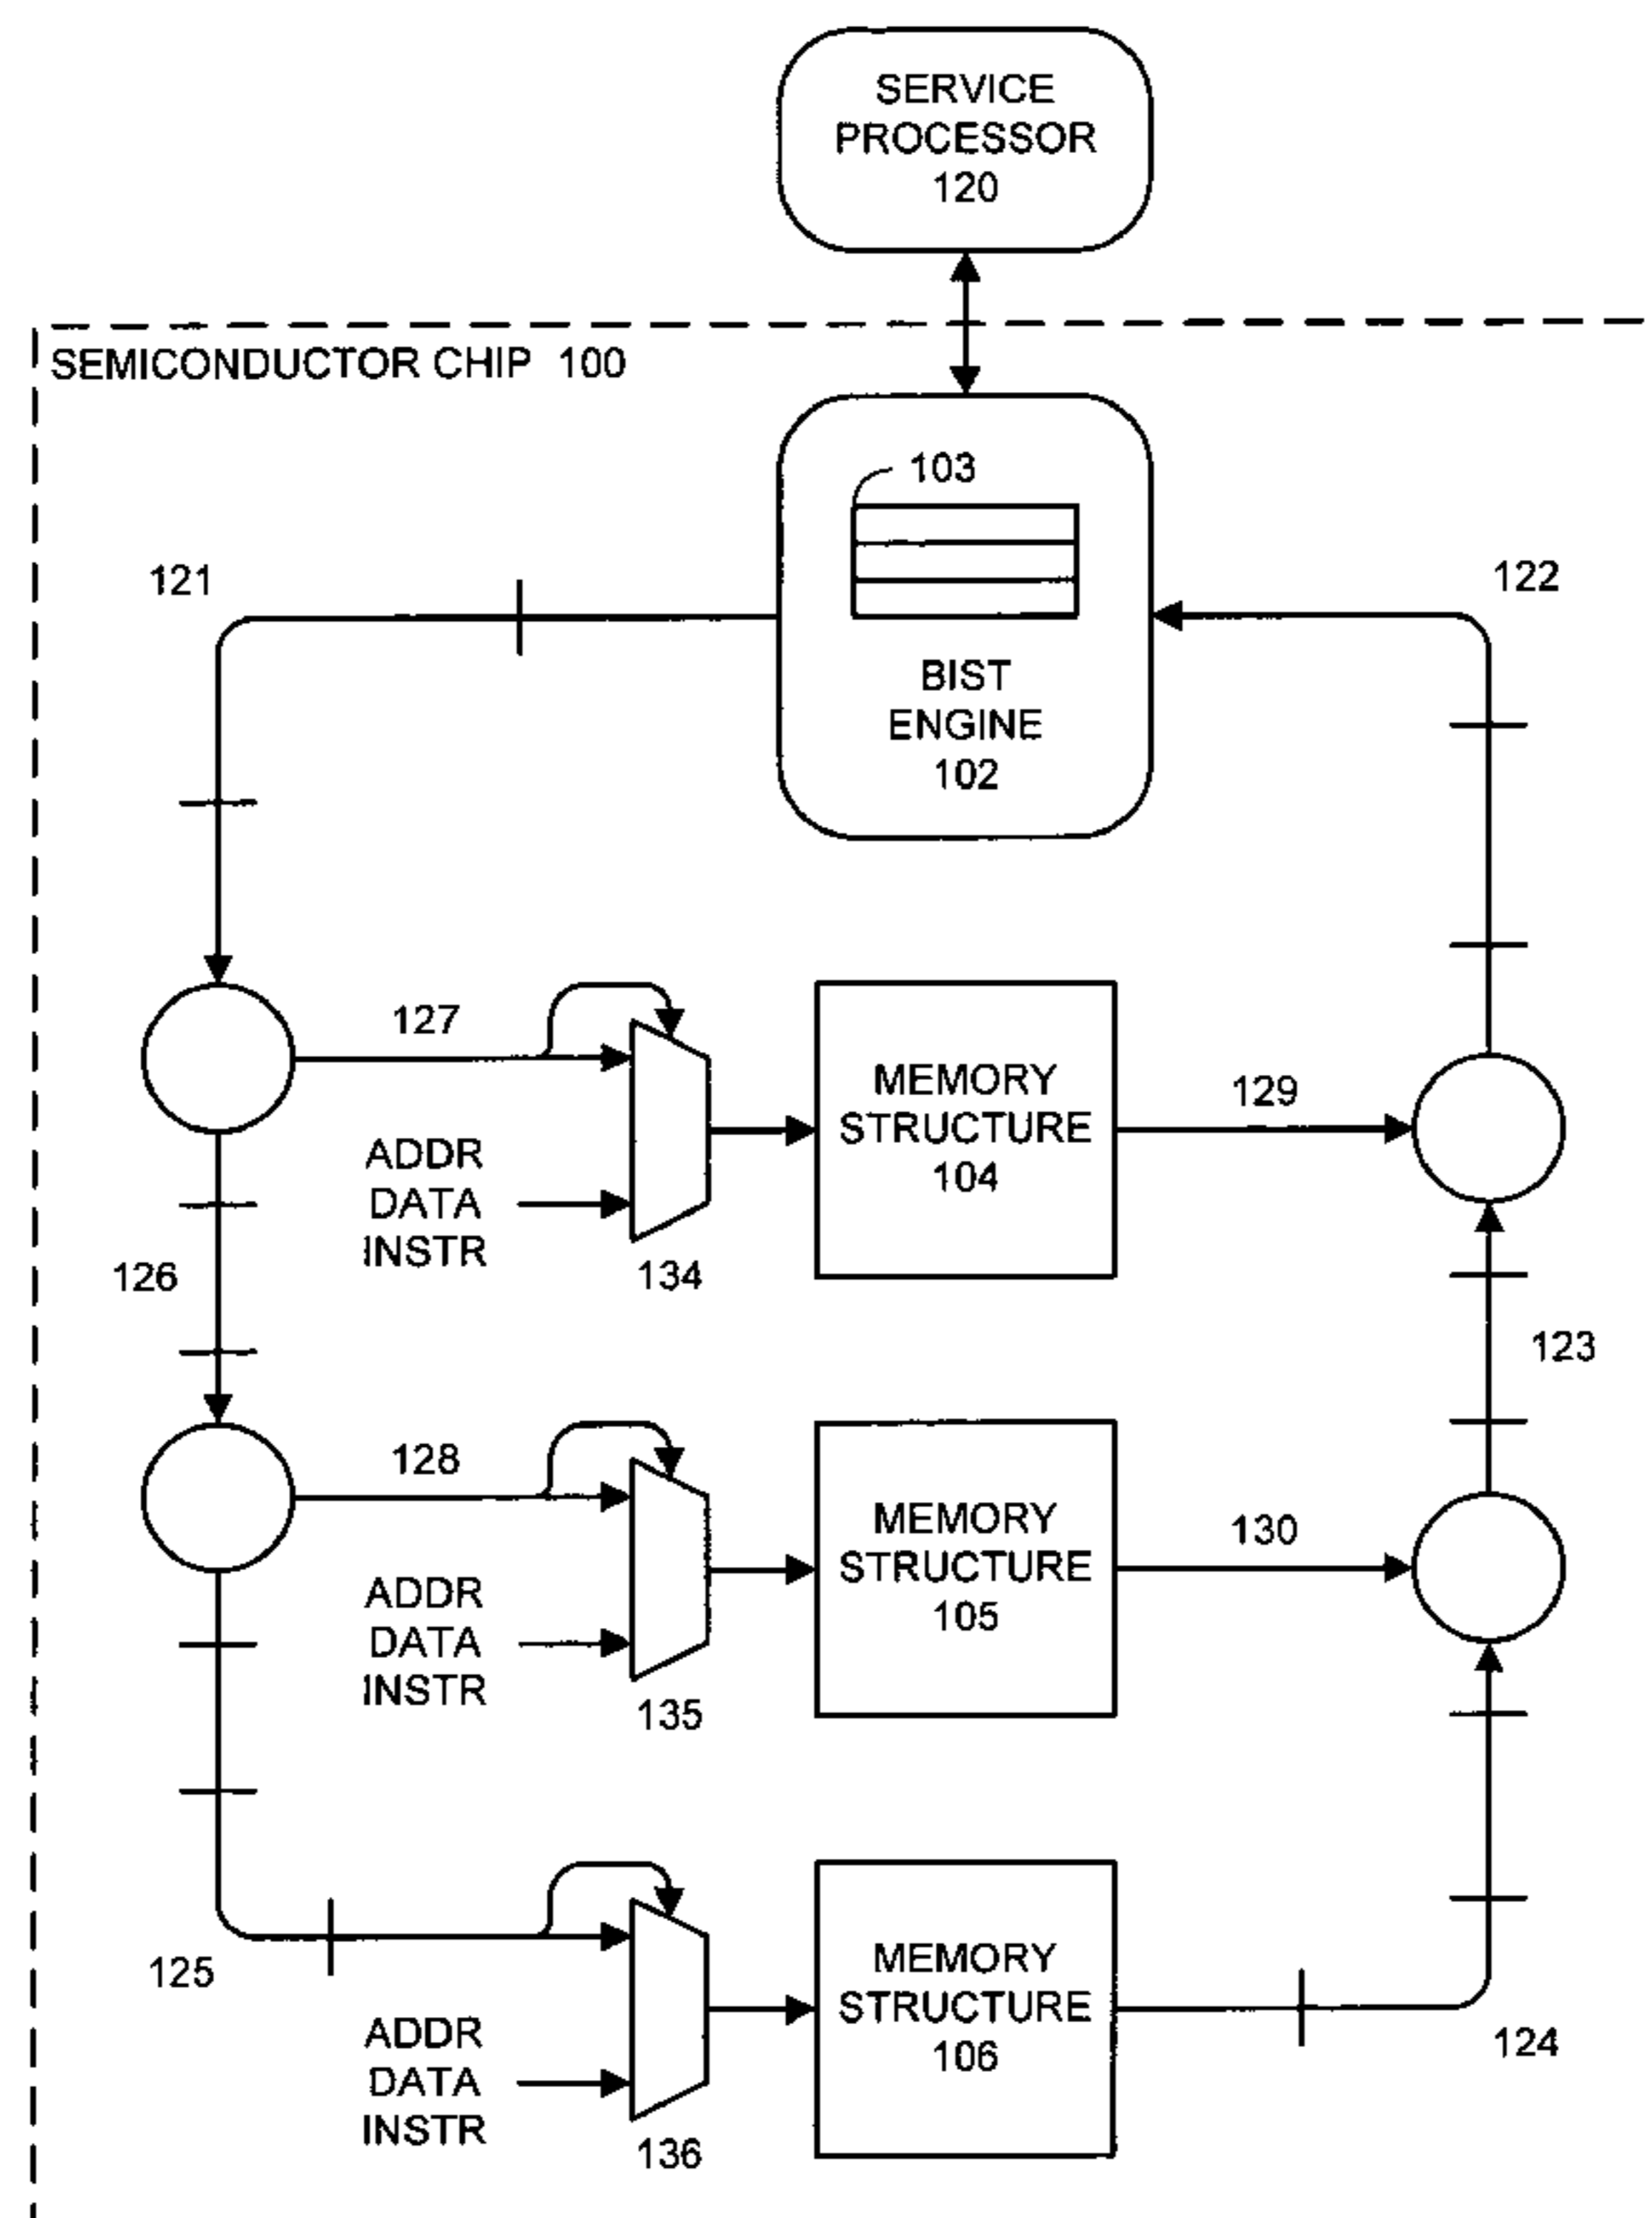 SERVICE
PROCESSOR
120
SEMICONDUCTOR CHIP 100
103
121
122
BIST
ENGINE
102
127
MEMORY
STRUCTURE
104
129
ADDR
DATA
INSTR
126
134
123
128
MEMORY
STRUCTURE
105
130
ADDR
DATA
INSTR
135
125
MEMORY
STRUCTURE
106
124
ADDR
DATA
INSTR
136